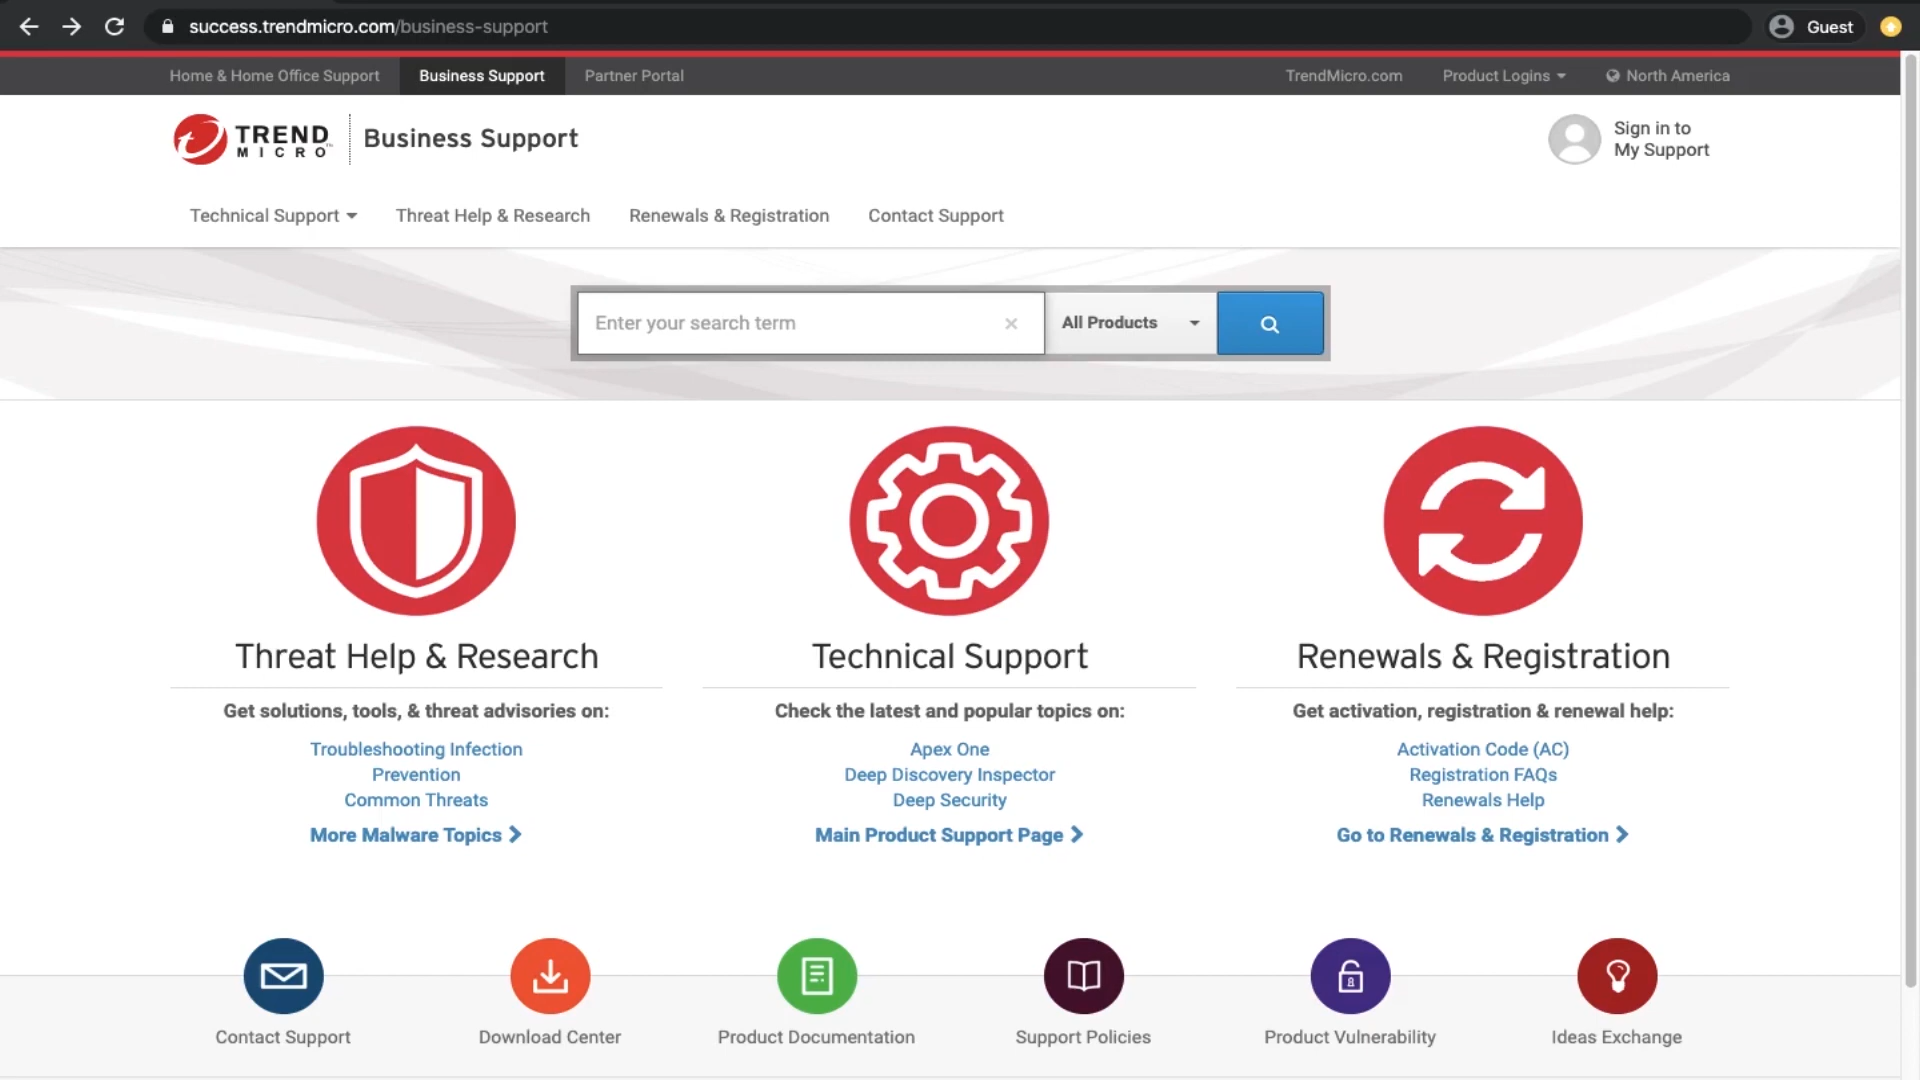 success.trendmicro.com/business-support
Guest
Home & Home Office Support
Business Support
Partner Portal
TrendMicro.com
Product Logins
North America
TREND
MICRO™
Business Support
Sign in to
My Support
Technical Support
Threat Help & Research
Renewals & Registration
Contact Support
Enter your search term
All Products
Threat Help & Research
Get solutions, tools, & threat advisories on:
Troubleshooting Infection
Prevention
Common Threats
More Malware Topics
Technical Support
Check the latest and popular topics on:
Apex One
Deep Discovery Inspector
Deep Security
Main Product Support Page
Renewals & Registration
Get activation, registration & renewal help:
Activation Code (AC)
Registration FAQs
Renewals Help
Go to Renewals & Registration
Contact Support
Download Center
Product Documentation
Support Policies
Product Vulnerability
Ideas Exchange